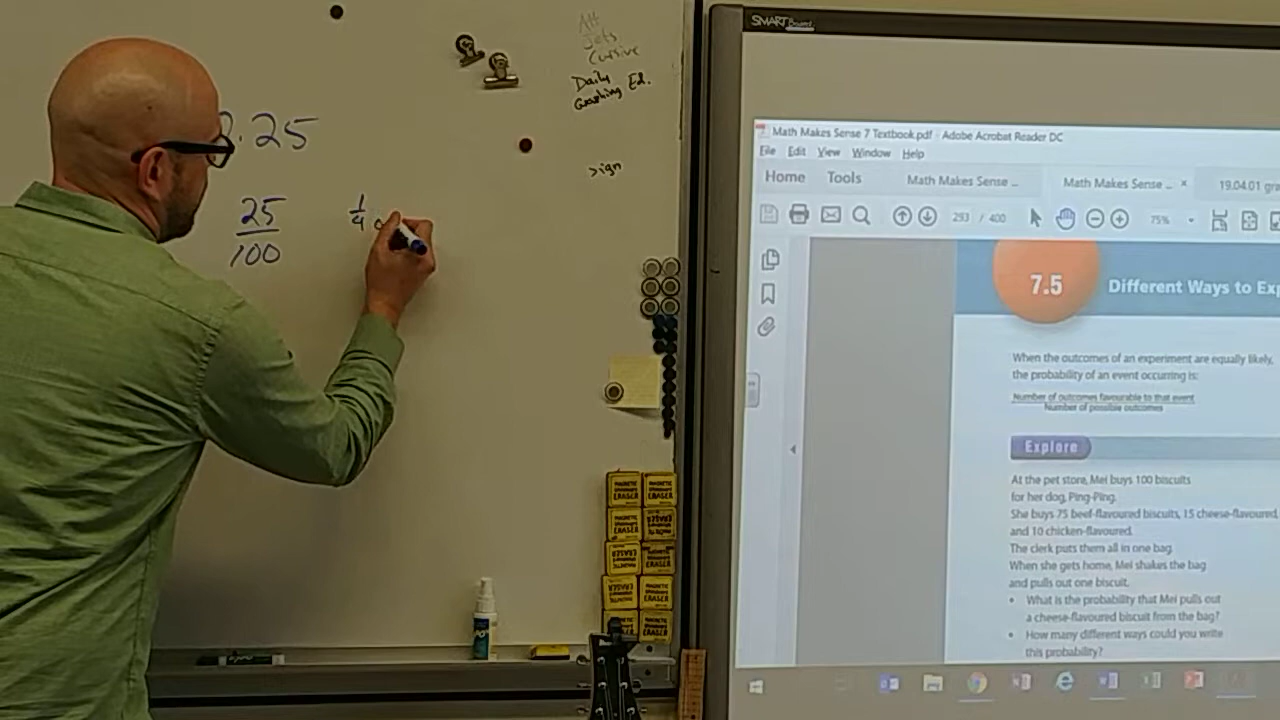 .25
25
100
1
4
Att
Jets
Cursive
Daily
Graphing Ed.
sign
MAGNETIC
ERASER
SMART Board
Math Makes Sense 7 Textbook.pdf - Adobe Acrobat Reader DC
File Edit View Window Help
Home Tools Math Makes Sense ... Math Makes Sense ... × 19.04.01 gra
293 / 400 75%
7.5 Different Ways to Exp
When the outcomes of an experiment are equally likely,
the probability of an event occurring is:
Number of outcomes favourable to that event
Number of possible outcomes
Explore
At the pet store, Mei buys 100 biscuits
for her dog, Ping-Ping.
She buys 75 beef-flavoured biscuits, 15 cheese-flavoured,
and 10 chicken-flavoured.
The clerk puts them all in one bag.
When she gets home, Mei shakes the bag
and pulls out one biscuit.
• What is the probability that Mei pulls out
a cheese-flavoured biscuit from the bag?
• How many different ways could you write
this probability?